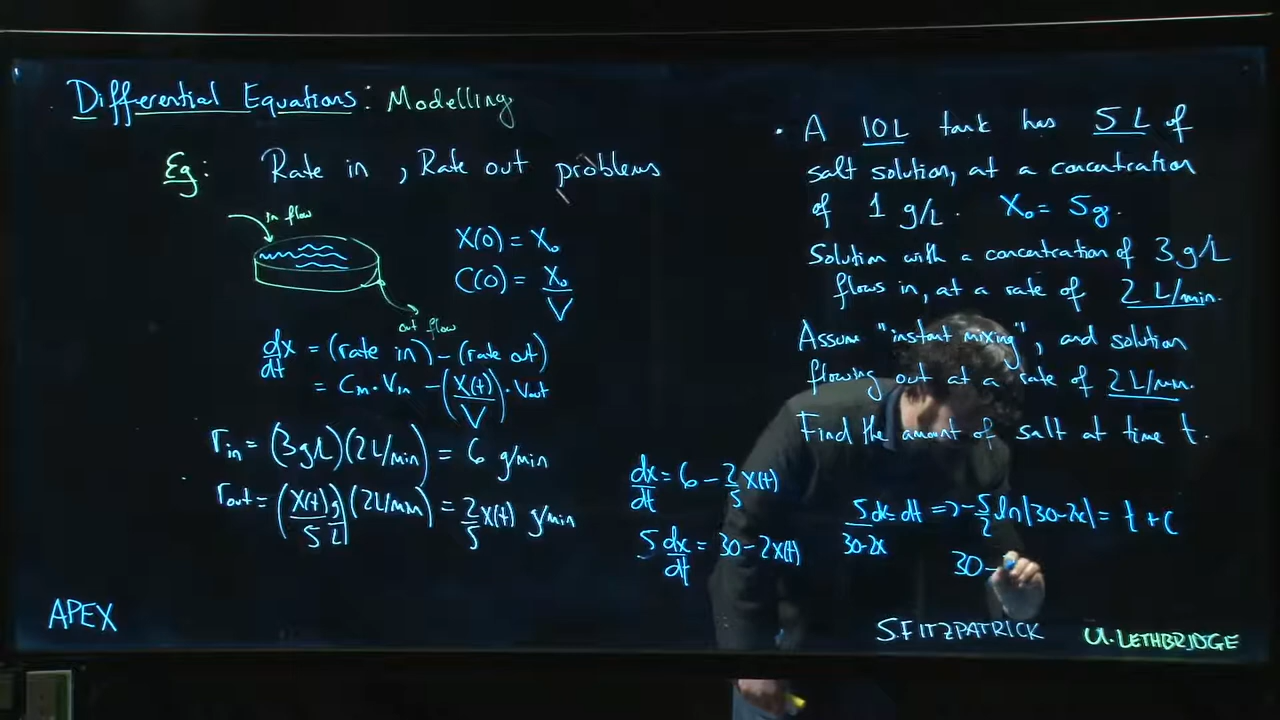 Differential Equations: Modelling
Eg: Rate in, Rate out problems
in flow
out flow
X(0) = X₀
C(0) = X₀/V
dx/dt = (rate in) - (rate out)
= Cin·Vin - (X(t)/V)·Vout
rin = (3g/L)(2L/min) = 6 g/min
rout = (X(t)/5 g/L)(2L/min) = 2/5 X(t) g/min
dx/dt = 6 - 2/5 X(t)
5 dx/dt = 30 - 2X(t)
• A 10L tank has 5 L of
salt solution, at a concentration
of 1 g/L. X₀ = 5g.
Solution with a concentration of 3g/L
flows in, at a rate of 2 L/min.
Assume "instant mixing", and solution
flowing out at a rate of 2L/min.
Find the amount of salt at time t.
5dx/30-2x = dt => -5/2 ln|30-2x| = t + C
30 -
APEX
S.FITZPATRICK
U. LETHBRIDGE